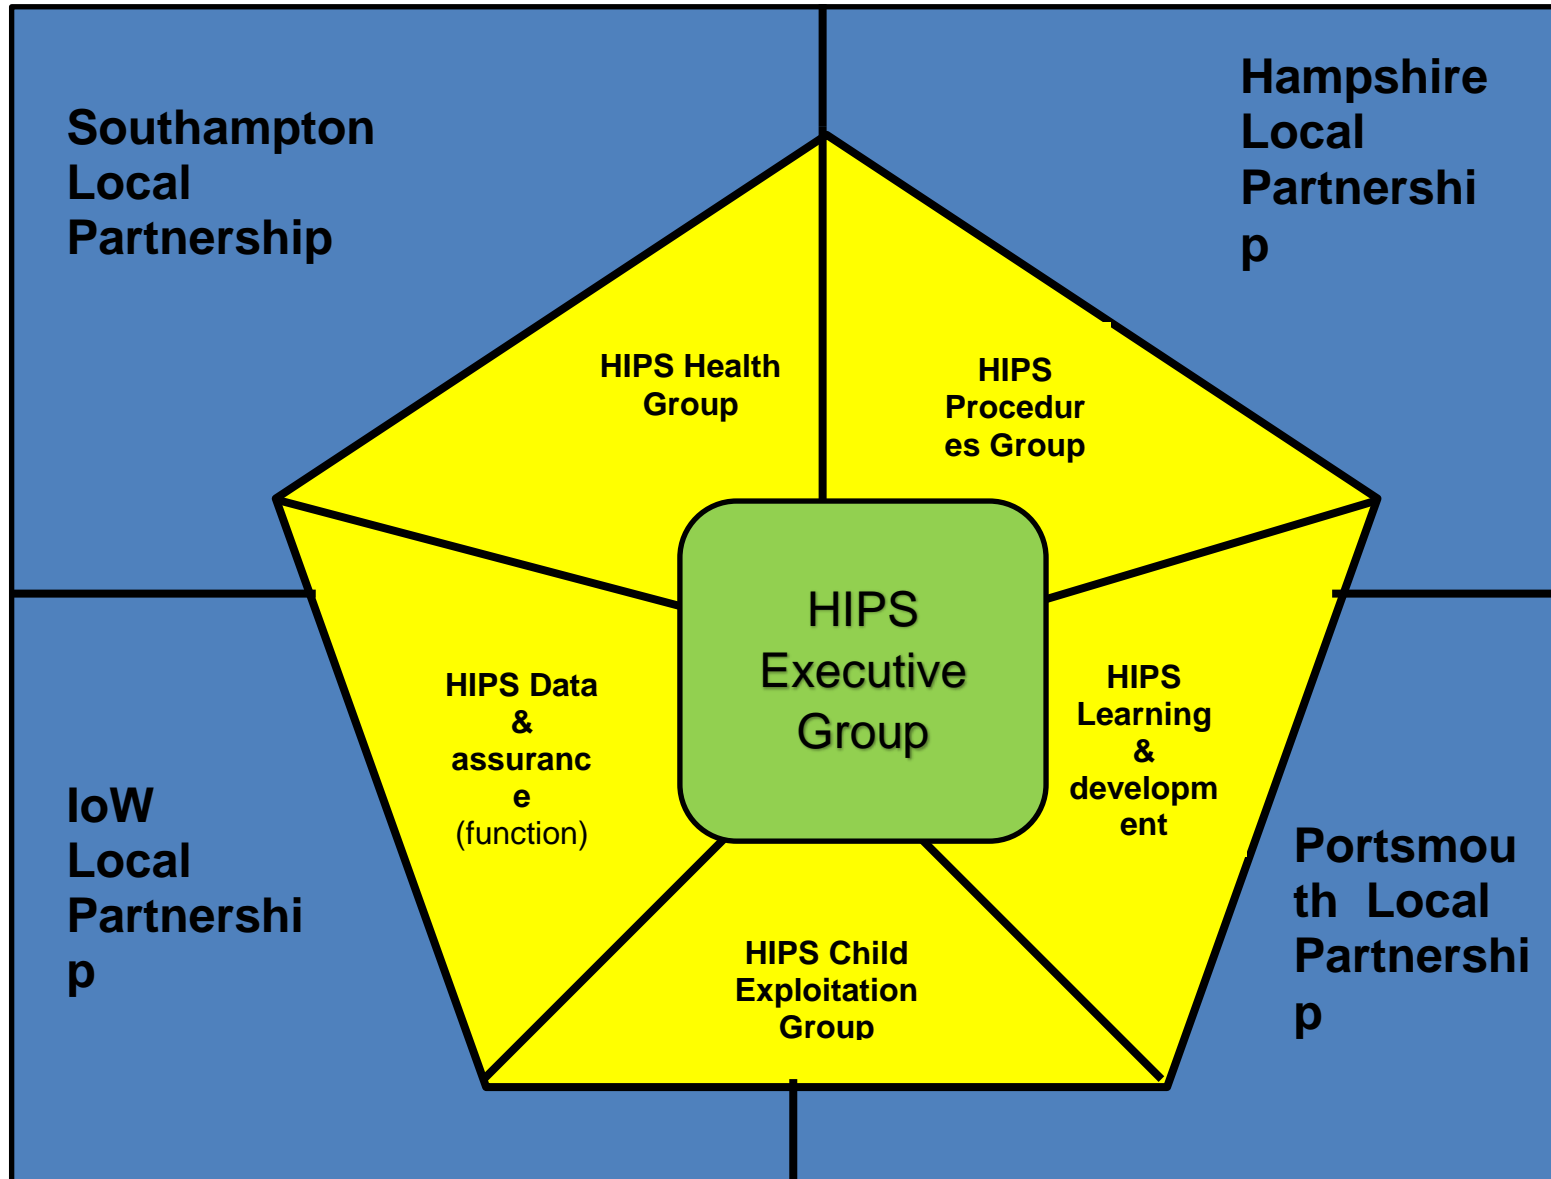 Southampton
Local
Partnership
Hampshire
Local
Partnershi
p
HIPS Health
Group
HIPS
Procedur
es Group
HIPS
Executive
Group
HIPS Data
&
assuranc
e
(function)
HIPS
Learning
&
developm
ent
HIPS Child
Exploitation
Group
IoW
Local
Partnershi
p
Portsmou
th Local
Partnershi
p